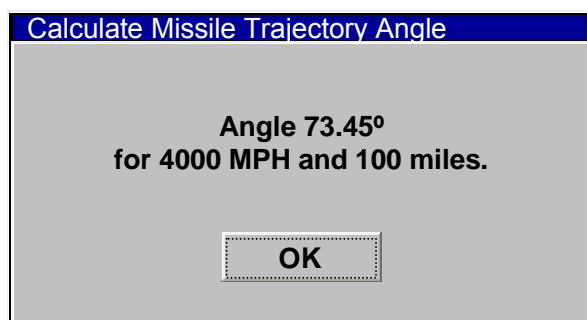 Calculate Missile Trajectory Angle
Angle 73.45º
for 4000 MPH and 100 miles.
OK